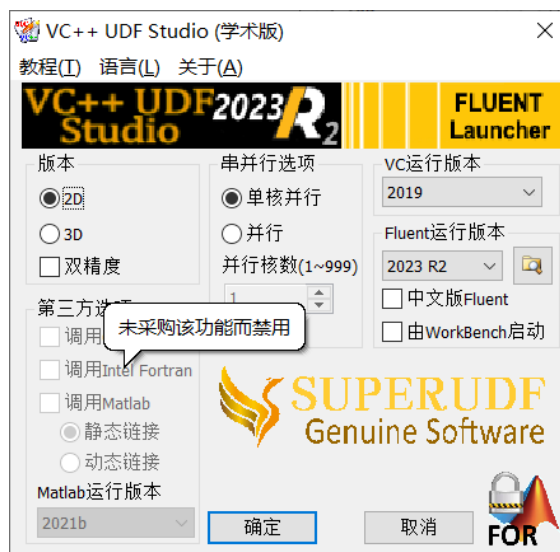 VC++ UDF Studio (学术版)
教程(T) 语言(L) 关于(A)
VC++ UDF Studio 2023 R2
FLUENT Launcher
版本
2D
3D
双精度
串并行选项
单核并行
并行
并行核数(1~999)
1
VC运行版本
2019
Fluent运行版本
2023 R2
中文版Fluent
由WorkBench启动
第三方
未采购该功能而禁用
调用
调用Intel Fortran
调用Matlab
静态链接
动态链接
Matlab运行版本
2021b
SUPERUDF
Genuine Software
确定
取消
FOR